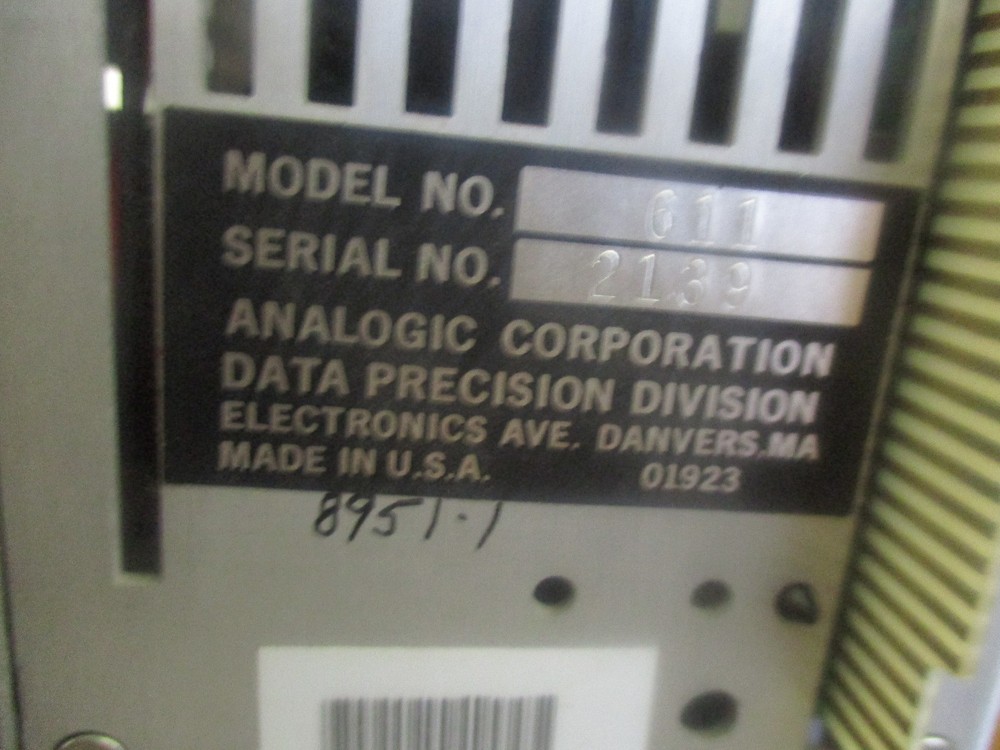 MODEL NO. 611
SERIAL NO. 2139
ANALOGIC CORPORATION
DATA PRECISION DIVISION
ELECTRONICS AVE. DANVERS,MA
MADE IN U.S.A. 01923
8951-1